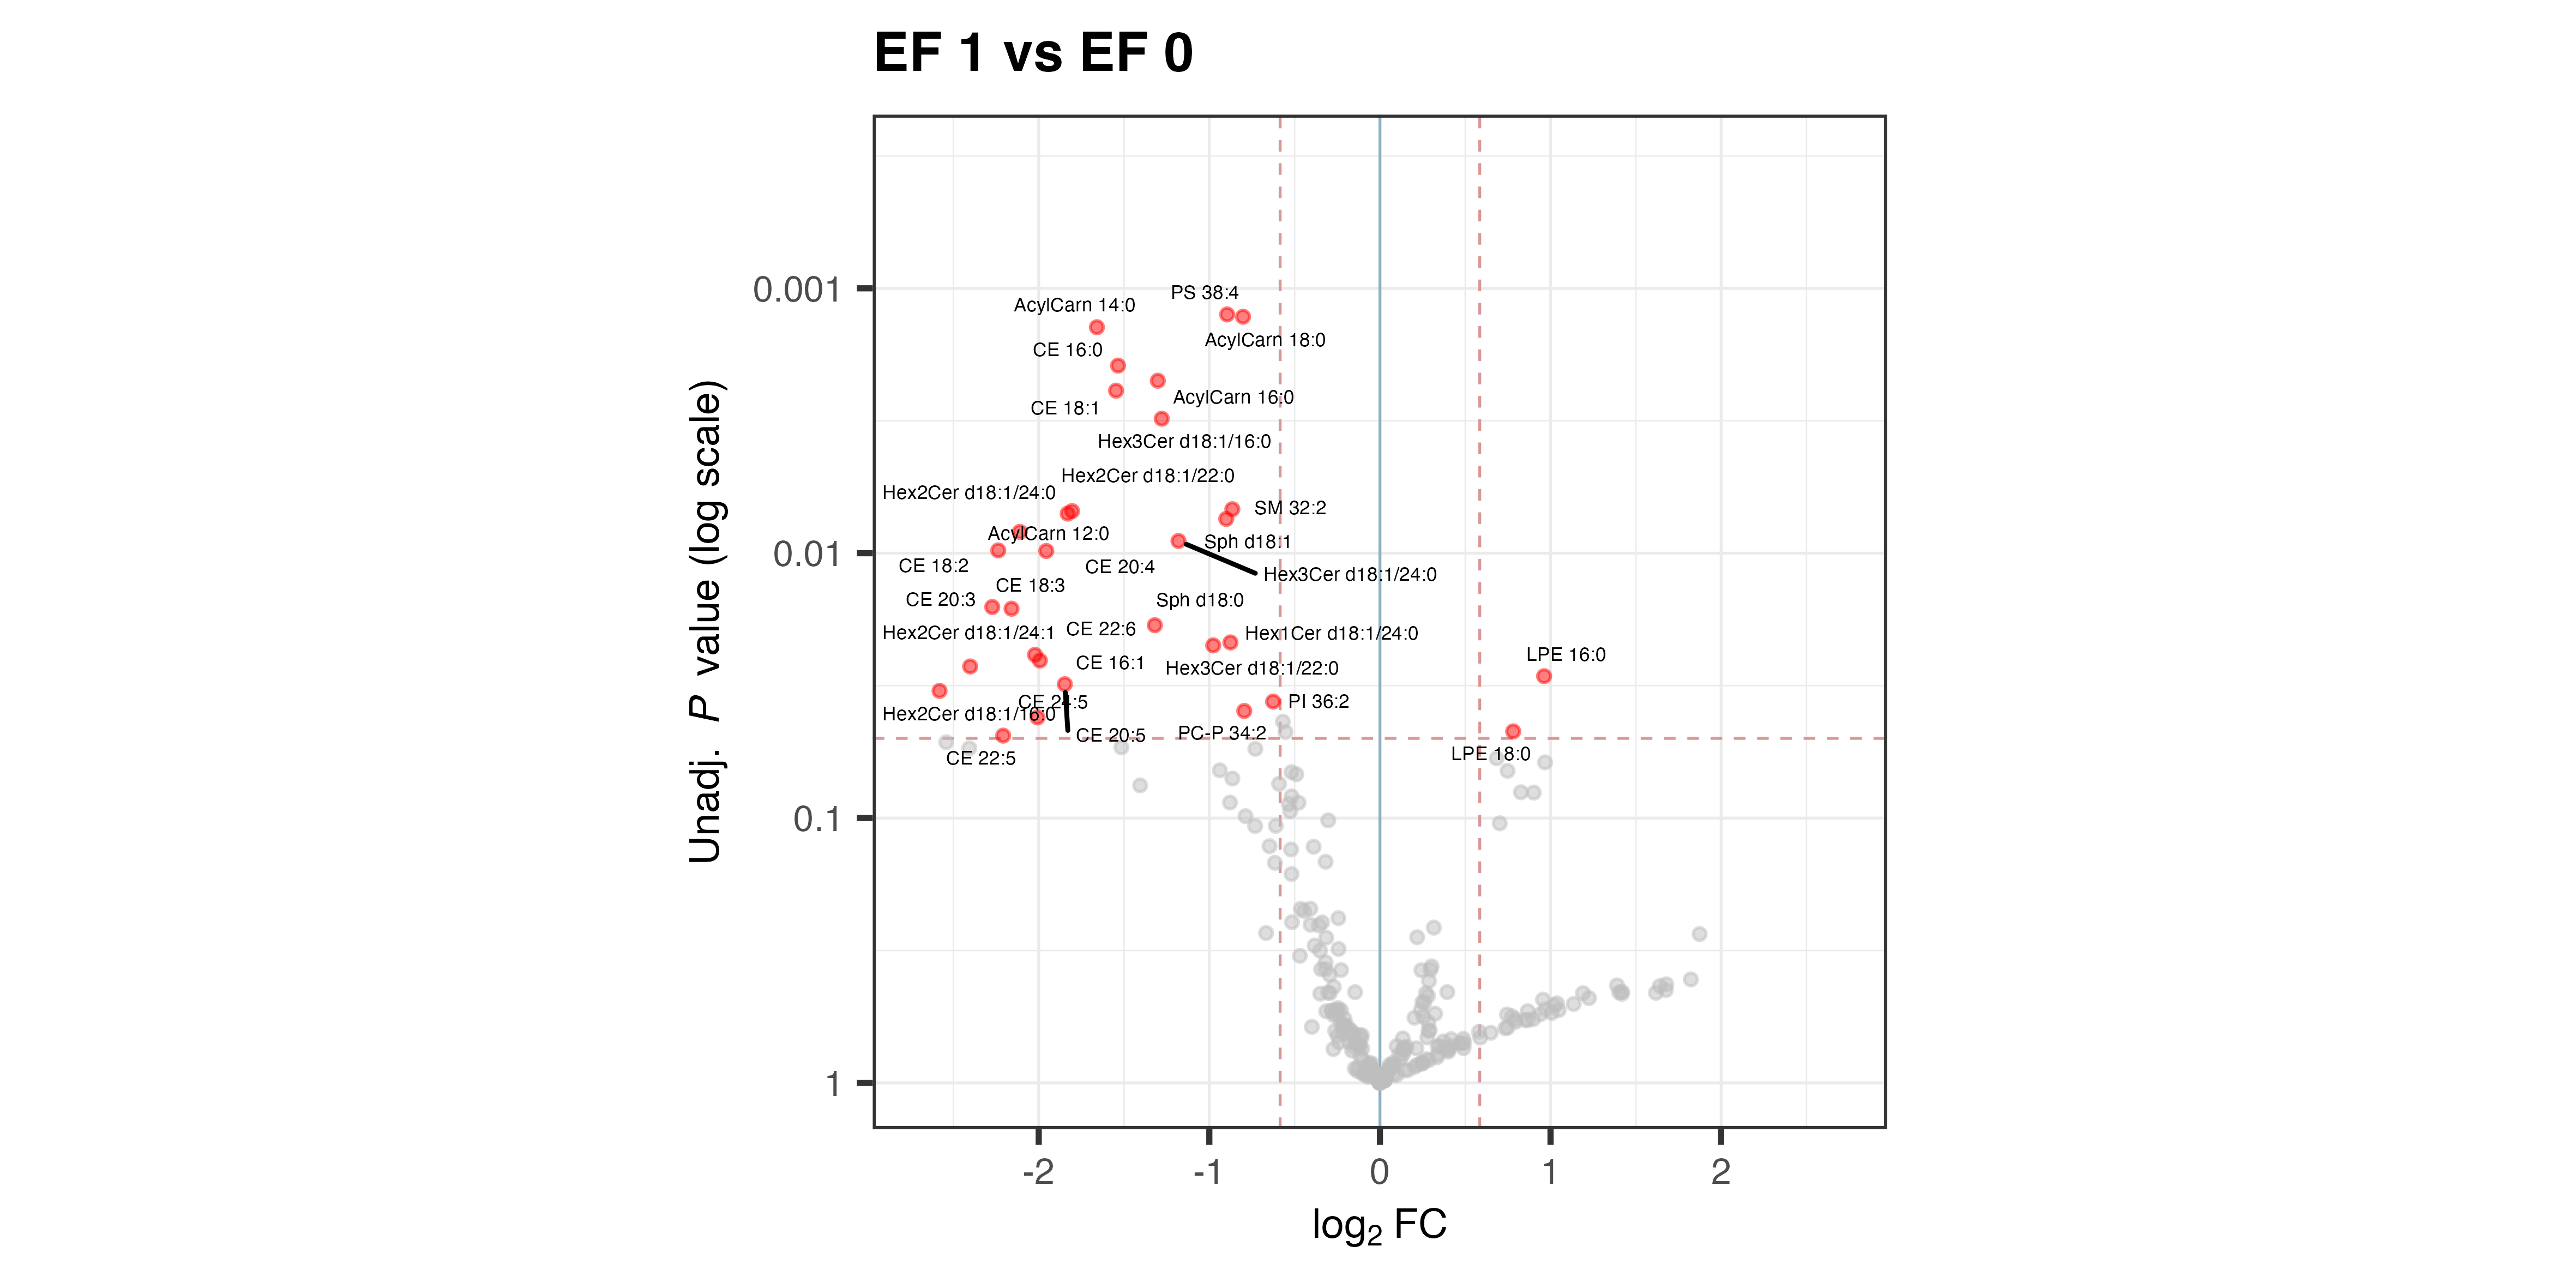 EF 1 vs EF 0
Unadj. P value (log scale)
0.001
0.01
0.1
1
PS 38:4
AcylCarn 14:0
AcylCarn 18:0
CE 16:0
AcylCarn 16:0
CE 18:1
Hex3Cer d18:1/16:0
Hex2Cer d18:1/22:0
Hex2Cer d18:1/24:0
SM 32:2
AcylCarn 12:0
Sph d18:1
CE 18:2
CE 20:4
Hex3Cer d18:1/24:0
CE 18:3
CE 20:3
Sph d18:0
Hex2Cer d18:1/24:1
CE 22:6
Hex1Cer d18:1/24:0
CE 16:1
Hex3Cer d18:1/22:0
LPE 16:0
CE 24:5
PI 36:2
Hex2Cer d18:1/16:0
CE 20:5
PC-P 34:2
LPE 18:0
CE 22:5
-2
-1
0
1
2
log2 FC